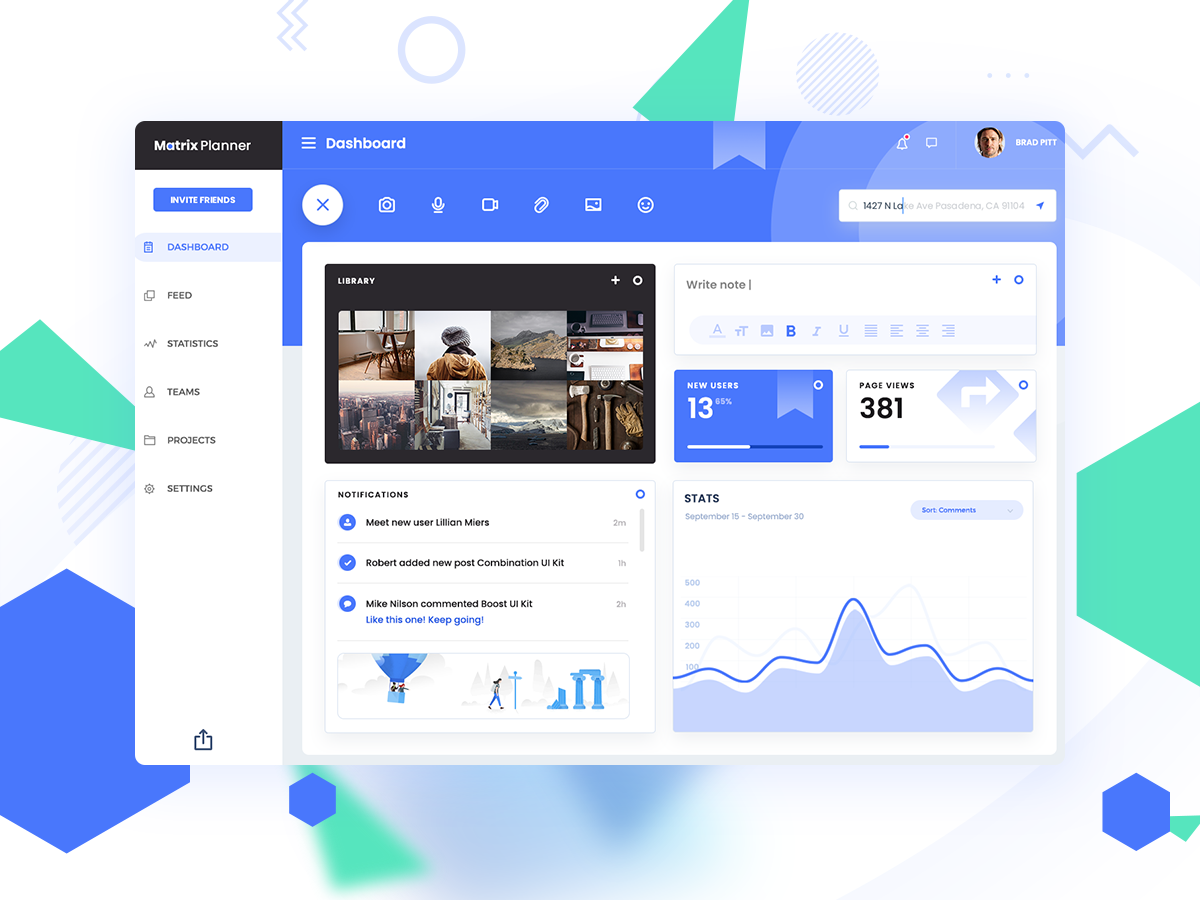 Matrix Planner
Dashboard
BRAD PITT
INVITE FRIENDS
1427 N Lake Ave Pasadena, CA 91104
DASHBOARD
FEED
STATISTICS
TEAMS
PROJECTS
SETTINGS
LIBRARY
Write note |
A TT B I U
NEW USERS
13 65%
PAGE VIEWS
381
NOTIFICATIONS
Meet new user Lillian Miers 2m
Robert added new post Combination UI Kit 1h
Mike Nilson commented Boost UI Kit 2h
Like this one! Keep going!
STATS
September 15 - September 30
Sort: Comments
500
400
300
200
100